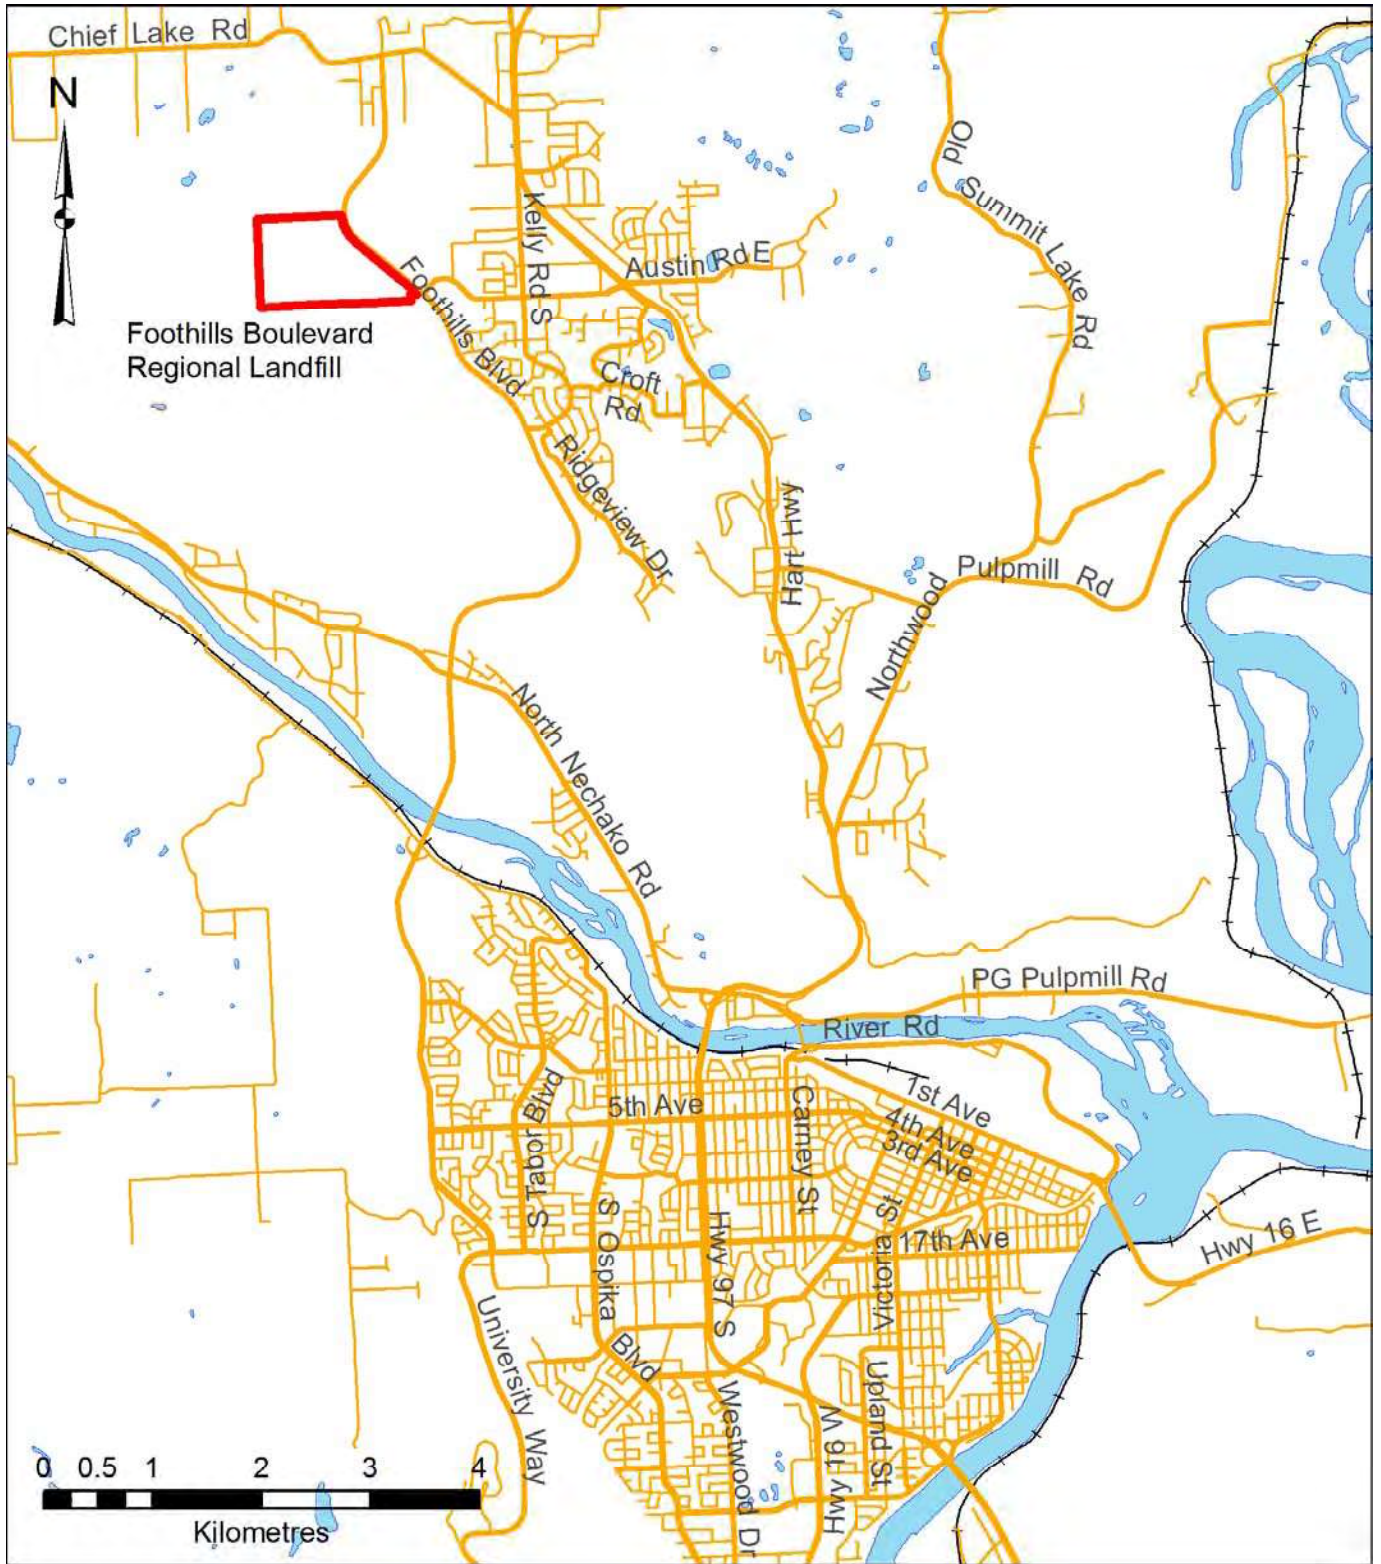 Chief Lake Rd
N
Old Summit Lake Rd
Kelly Rd S
Austin Rd E
Foothills Blvd
Foothills Boulevard
Regional Landfill
Croft
Rd
Ridgeview Dr
Hart Hwy
Pulpmill Rd
Northwood
North Nechako Rd
PG Pulpmill Rd
River Rd
1st Ave
5th Ave
4th Ave
3rd Ave
Carney St
S Tabor Blvd
S Ospika
Blvd
Hwy 97 S
Victoria St
17th Ave
Hwy 16 E
University Way
Westwood Dr
Hwy 16 W
Upland St
0 0.5 1 2 3 4
Kilometres